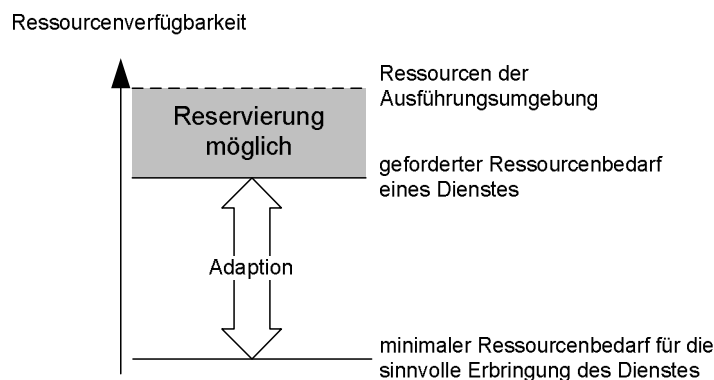 Ressourcenverfügbarkeit
Ressourcen der
Ausführungsumgebung
Reservierung
möglich
geforderter Ressourcenbedarf
eines Dienstes
Adaption
minimaler Ressourcenbedarf für die
sinnvolle Erbringung des Dienstes